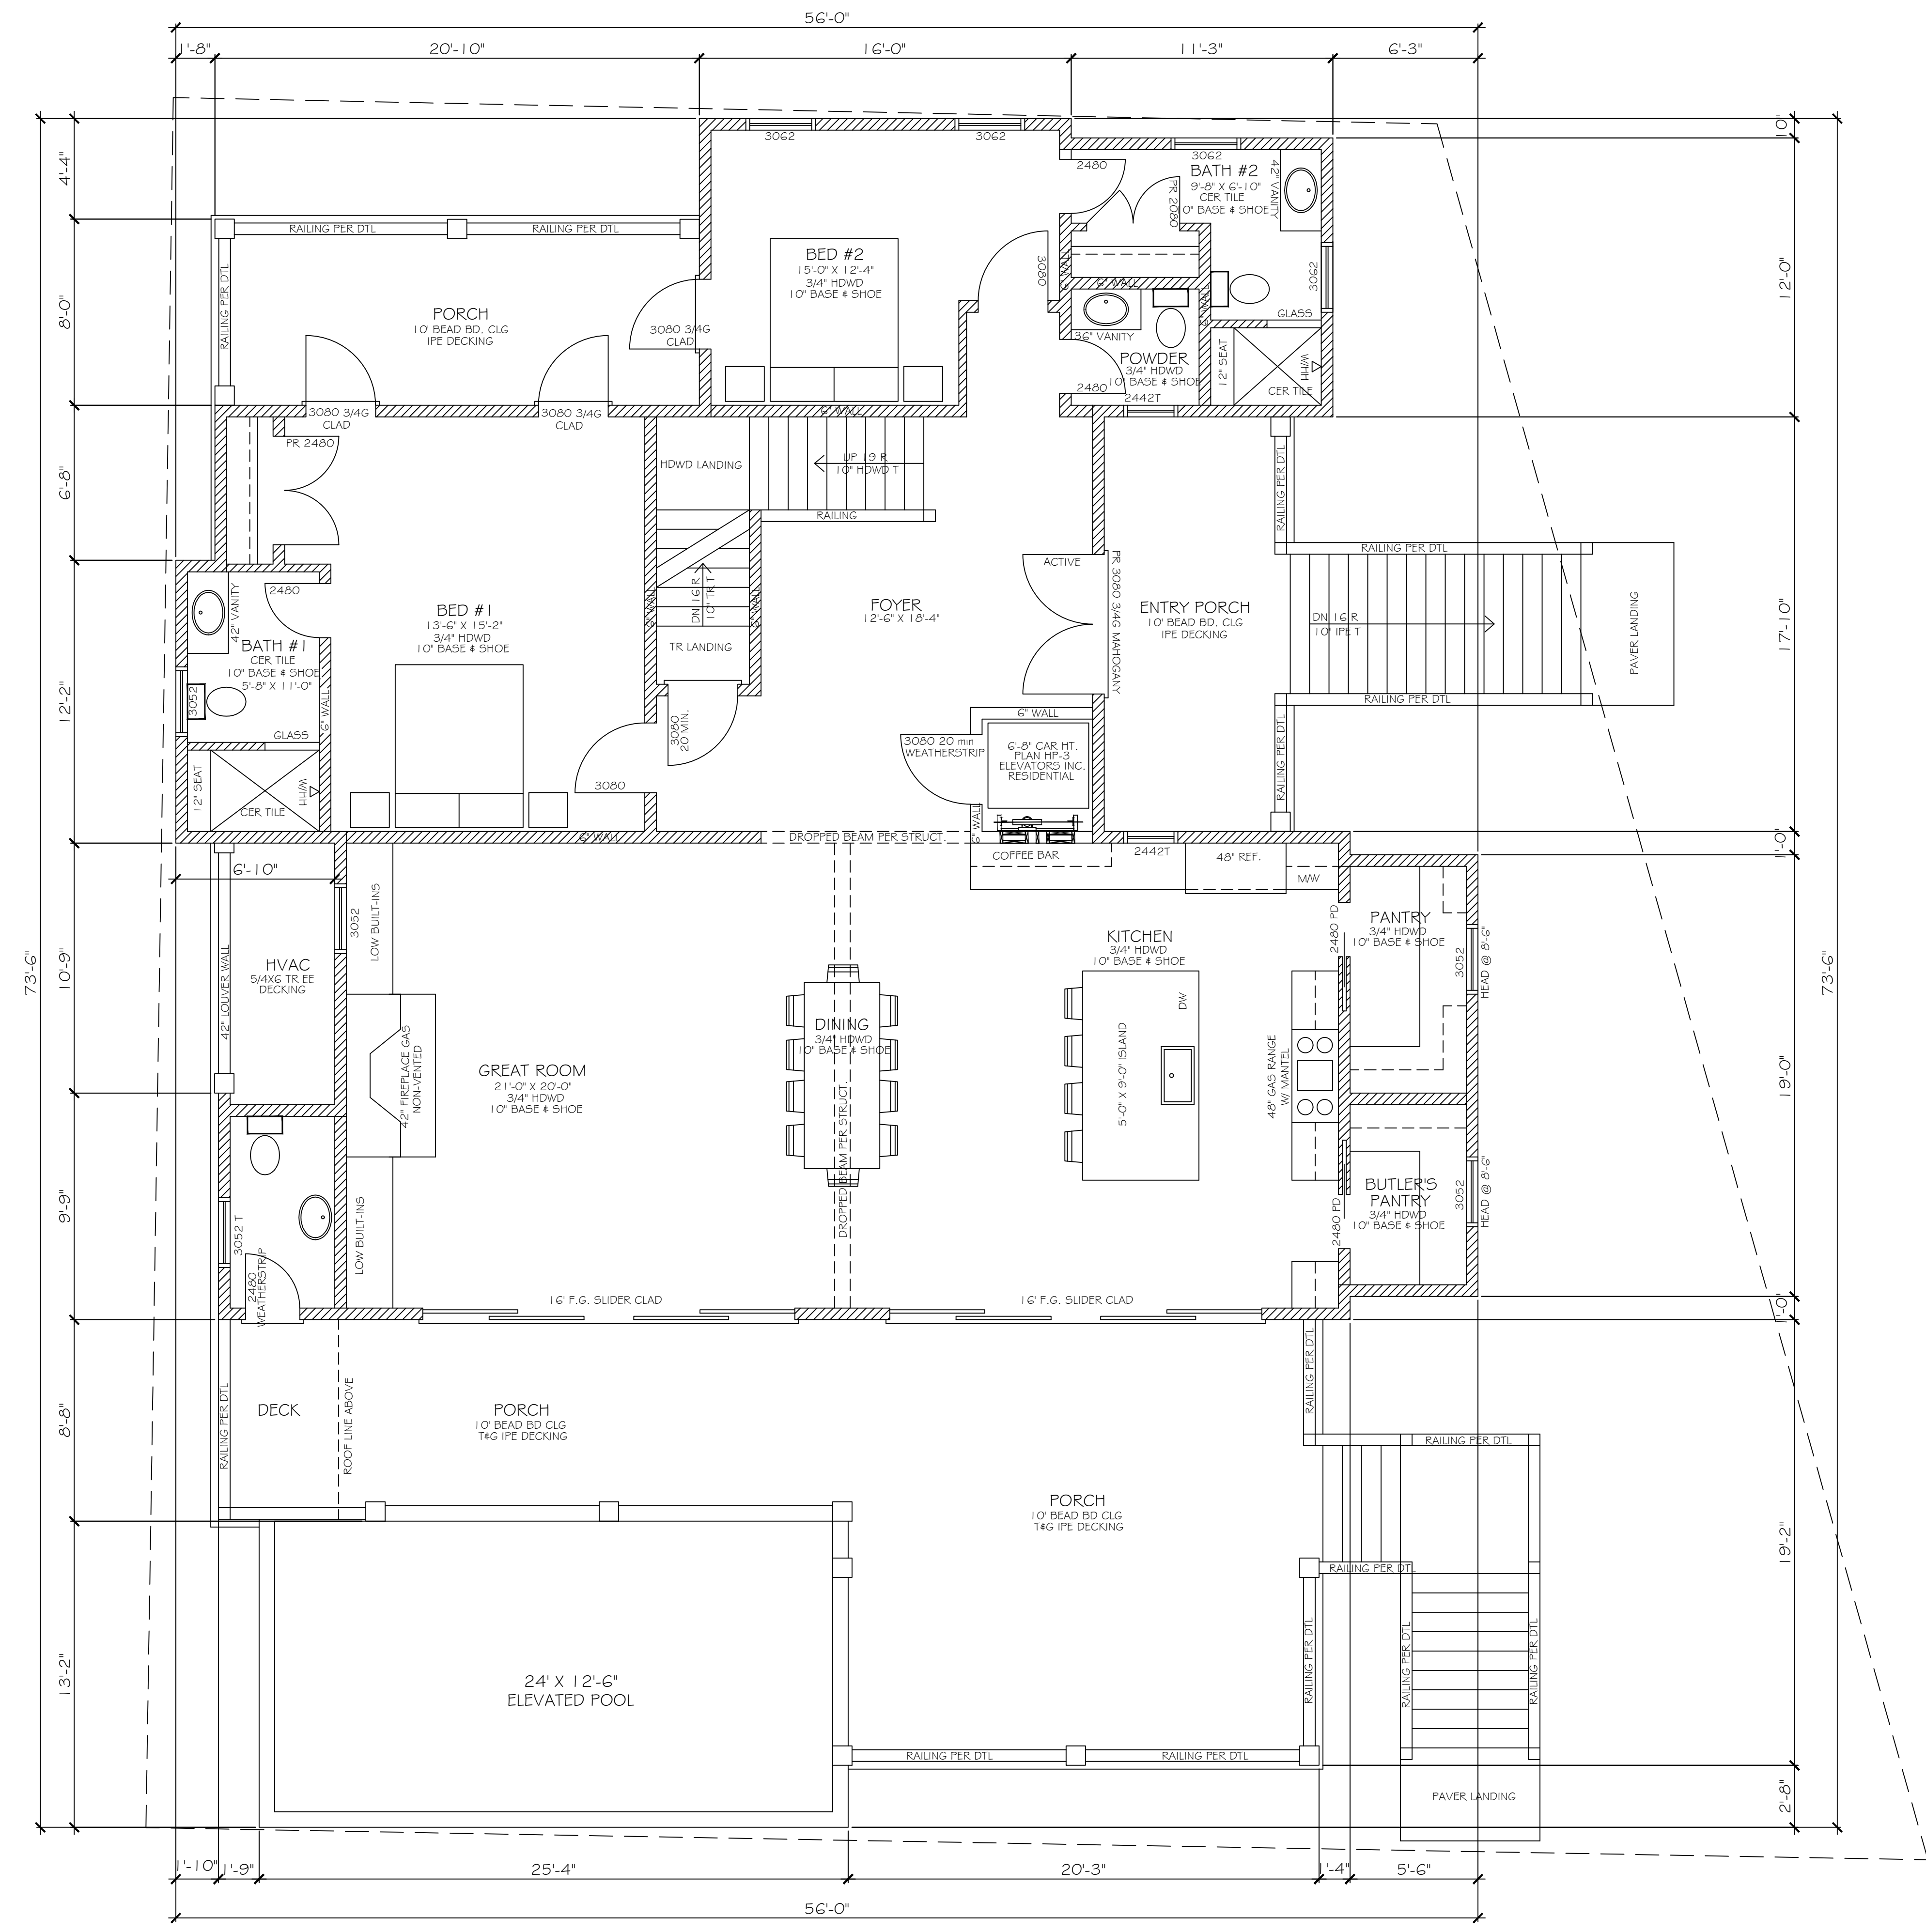 56'-0"
1'-8"
20'-10"
16'-0"
11'-3"
6'-3"
10"
4'-4"
3062
3062
2480
3062
BATH #2
9'-8" X 6'-10"
CER TILE
10" BASE & SHOE
42" VANITY
PR 2080
RAILING PER DTL
RAILING PER DTL
BED #2
15'-0" X 12'-4"
3/4" HDWD
10" BASE & SHOE
3080
6" WALL
6" WALL
6" WALL
3062
12'-0"
8'-0"
RAILING PER DTL
PORCH
10' BEAD BD. CLG
IPE DECKING
3080 3/4G
CLAD
36" VANITY
POWDER
3/4" HDWD
10" BASE & SHOE
2480
2442T
GLASS
12" SEAT
W/HH
CER TILE
3080 3/4G
CLAD
3080 3/4G
CLAD
6" WALL
PR 2480
6'-8"
HDWD LANDING
UP 19 R
10" HDWD T
RAILING
RAILING PER DTL
RAILING PER DTL
ACTIVE
PR 3080 3/4G MAHOGANY
2480
42" VANITY
BATH #1
CER TILE
10" BASE & SHOE
5'-8" X 11'-0"
3052
6" WALL
GLASS
12" SEAT
W/HH
CER TILE
12'-2"
BED #1
13'-6" X 15'-2"
3/4" HDWD
10" BASE & SHOE
6" WALL
DN 16 R
10" TR T
6" WALL
TR LANDING
3080
20 MIN.
3080
FOYER
12'-6" X 18'-4"
ENTRY PORCH
10' BEAD BD. CLG
IPE DECKING
DN 16 R
10" IPE T
PAVER LANDING
17'-10"
RAILING PER DTL
RAILING PER DTL
6" WALL
3080 20 min
WEATHERSTRIP
6'-8" CAR HT.
PLAN HP-3
ELEVATORS INC.
RESIDENTIAL
6" WALL
6" WALL
DROPPED BEAM PER STRUCT.
COFFEE BAR
2442T
48" REF.
M/W
1'-0"
6'-10"
73'-6"
73'-6"
10'-9"
42" LOUVER WALL
HVAC
5/4X6 TR EE
DECKING
3052
LOW BUILT-INS
42" FIREPLACE GAS
NON-VENTED
GREAT ROOM
21'-0" X 20'-0"
3/4" HDWD
10" BASE & SHOE
DINING
3/4" HDWD
10" BASE & SHOE
DROPPED BEAM PER STRUCT.
KITCHEN
3/4" HDWD
10" BASE & SHOE
DW
5'-0" X 9'-0" ISLAND
48" GAS RANGE
W/ MANTEL
2480 PD
PANTRY
3/4" HDWD
10" BASE & SHOE
3052
HEAD @ 8'-6"
19'-0"
2480 PD
BUTLER'S
PANTRY
3/4" HDWD
10" BASE & SHOE
3052
HEAD @ 8'-6"
9'-9"
3052 T
2480
WEATHERSTRIP
LOW BUILT-INS
16' F.G. SLIDER CLAD
16' F.G. SLIDER CLAD
1'-0"
8'-8"
RAILING PER DTL
DECK
ROOF LINE ABOVE
PORCH
10' BEAD BD CLG
T&G IPE DECKING
RAILING PER DTL
RAILING PER DTL
PORCH
10' BEAD BD CLG
T&G IPE DECKING
RAILING PER DTL
19'-2"
13'-2"
24' X 12'-6"
ELEVATED POOL
RAILING PER DTL
RAILING PER DTL
RAILING PER DTL
RAILING PER DTL
RAILING PER DTL
PAVER LANDING
2'-8"
1'-10"
1'-9"
25'-4"
20'-3"
1'-4"
5'-6"
56'-0"